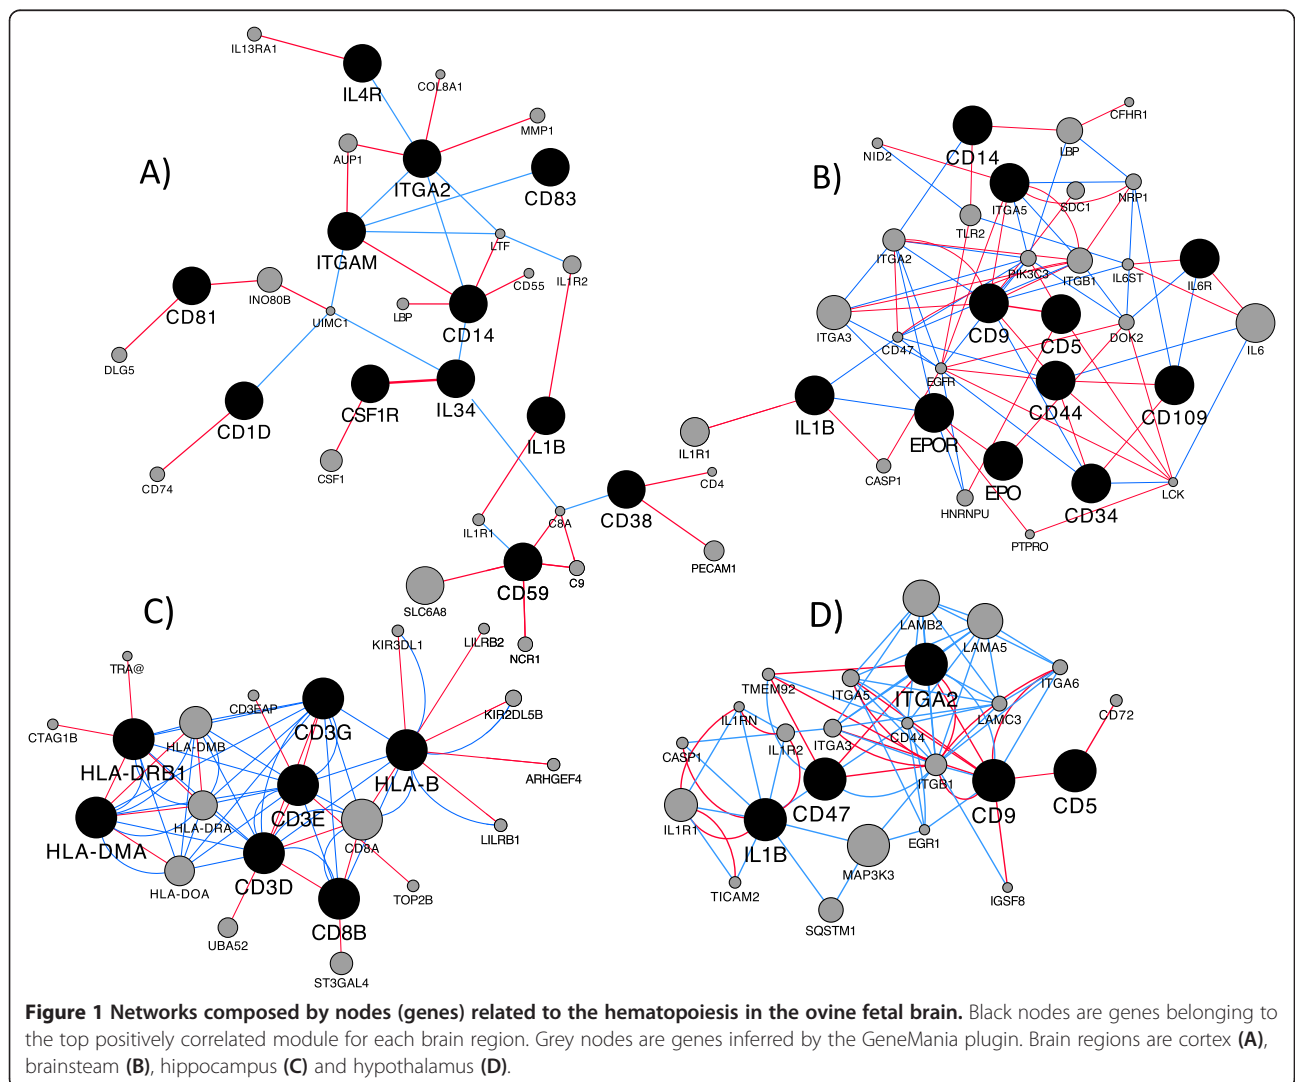 A)
IL13RA1
IL4R
COL8A1
MMP1
AUP1
ITGA2
CD83
ITGAM
LTF
CD55
IL1R2
INO80B
CD81
UIMC1
LBP
CD14
DLG5
CSF1R
IL34
CD1D
IL1B
CD74
CSF1
CD38
CD4
IL1R1
C8A
PECAM1
CD59
C9
SLC6A8
NCR1
B)
CFHR1
CD14
LBP
NID2
ITGA5
SDC1
NRP1
TLR2
ITGA2
PIK3C3
ITGB1
IL6ST
IL6R
ITGA3
CD9
CD5
DOK2
IL6
CD47
EGFR
CD44
CD109
IL1B
EPOR
IL1R1
CASP1
EPO
HNRNPU
CD34
LCK
PTPRO
C)
KIR3DL1
LILRB2
TRA@
CD3EAP
KIR2DL5B
CTAG1B
HLA-DMB
CD3G
HLA-DRB1
HLA-B
ARHGEF4
HLA-DRA
CD3E
HLA-DMA
CD8A
LILRB1
HLA-DOA
CD3D
TOP2B
UBA52
CD8B
ST3GAL4
D)
LAMB2
LAMA5
TMEM92
ITGA5
ITGA2
ITGA6
IL1RN
LAMC3
CD72
CASP1
IL1R2
ITGA3
CD44
ITGB1
IL1R1
CD47
CD9
CD5
IL1B
EGR1
MAP3K3
TICAM2
IGSF8
SQSTM1
Figure 1 Networks composed by nodes (genes) related to the hematopoiesis in the ovine fetal brain. Black nodes are genes belonging to
the top positively correlated module for each brain region. Grey nodes are genes inferred by the GeneMania plugin. Brain regions are cortex (A),
brainsteam (B), hippocampus (C) and hypothalamus (D).